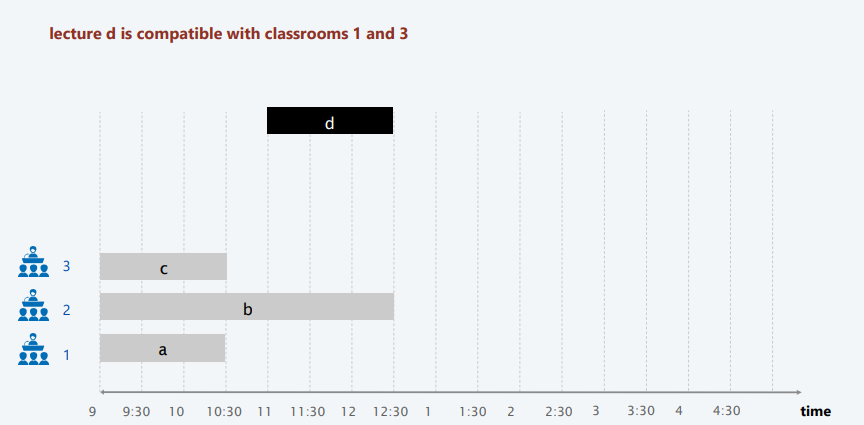 lecture d is compatible with classrooms 1 and 3
d
3 c
2 b
1 a
9 9:30 10 10:30 11 11:30 12 12:30 1 1:30 2 2:30 3 3:30 4 4:30 time